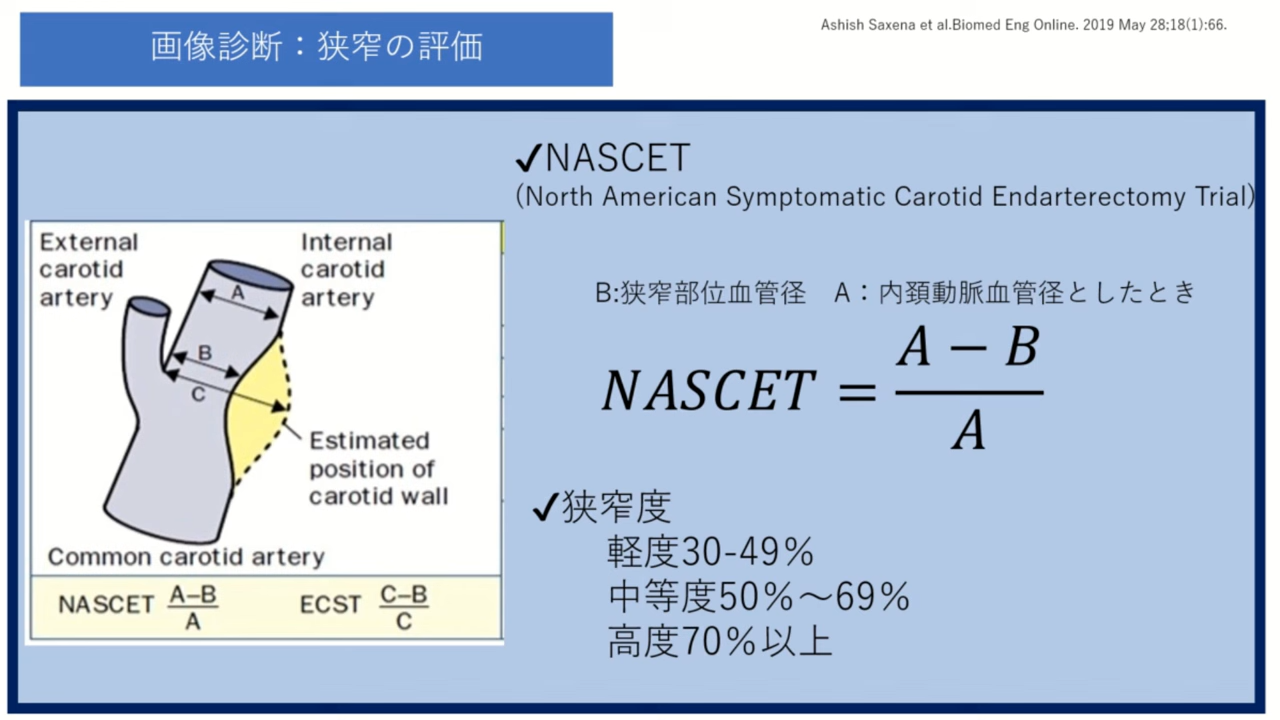 画像診断：狭窄の評価
Ashish Saxena et al.Biomed Eng Online. 2019 May 28;18(1):66.
✓NASCET
(North American Symptomatic Carotid Endarterectomy Trial)
External
carotid
artery
Internal
carotid
artery
A
B
C
Estimated
position of
carotid wall
Common carotid artery
NASCET A–B
A
ECST C–B
C
B:狭窄部位血管径　A：内頚動脈血管径としたとき
NASCET = A − B
A
✓狭窄度
軽度30-49%
中等度50%～69%
高度70%以上